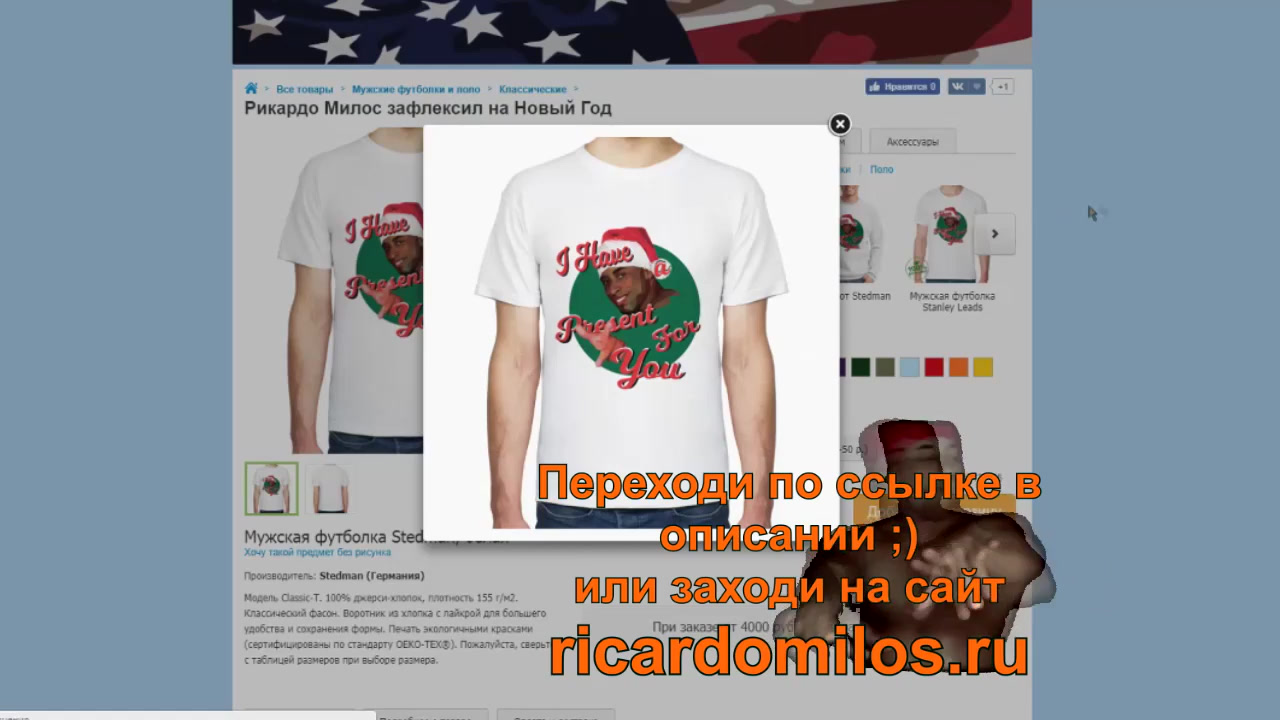 Все товары > Мужские футболки и поло > Классические >
Нравится 0
+1
Рикардо Милос зафлексил на Новый Год
Аксессуары
Поло
I Have
a
Present
For
You
от Stedman
Мужская футболка
Stanley Leads
-50 р.)
Переходи по ссылке в
описании ;)
или заходи на сайт
ricardomilos.ru
Мужская футболка
Хочу такой предмет без рисунка
Производитель: Stedman (Германия)
Модель Classic-T. 100% джерси-хлопок, плотность 155 г/м2.
Классический фасон. Воротник из хлопка с лайкрой для большего
удобства и сохранения формы. Печать экологичными красками
(сертифицированы по стандарту OEKO-TEX®). Пожалуйста, сверьт
с таблицей размеров при выборе размера.
При заказе от 4000 руб